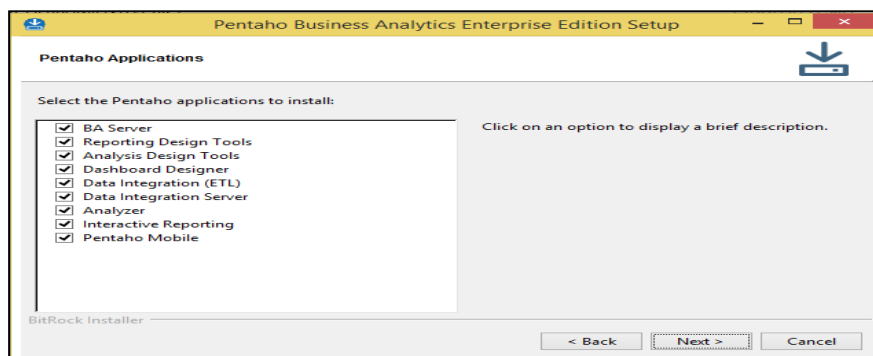 Pentaho Business Analytics Enterprise Edition Setup
Pentaho Applications
Select the Pentaho applications to install:
BA Server
Reporting Design Tools
Analysis Design Tools
Dashboard Designer
Data Integration (ETL)
Data Integration Server
Analyzer
Interactive Reporting
Pentaho Mobile
Click on an option to display a brief description.
BitRock Installer
< Back
Next >
Cancel